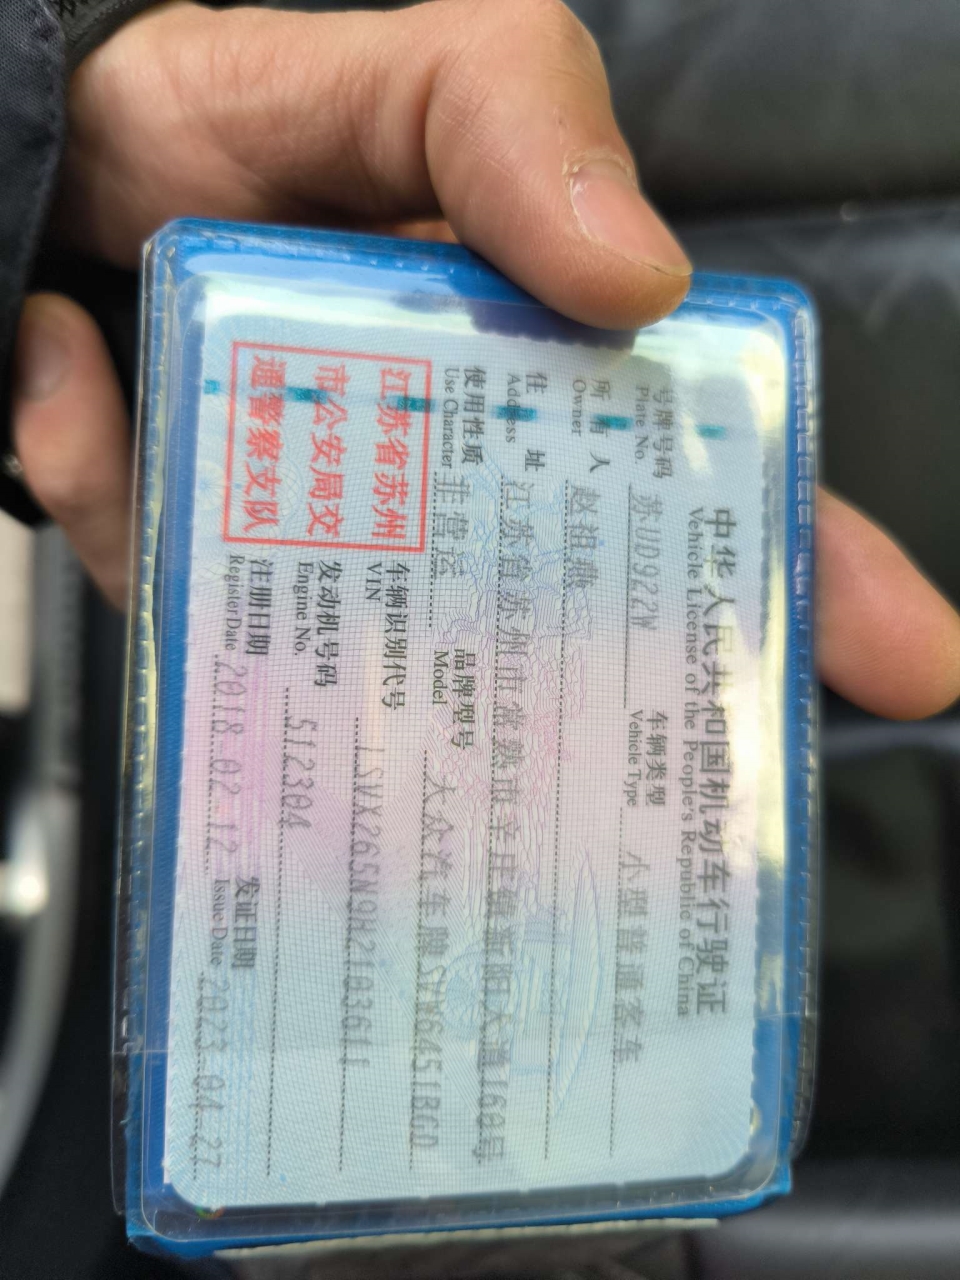 中华人民共和国机动车行驶证
Vehicle License of the People's Republic of China
号牌号码 苏UD922W 车辆类型 小型普通客车
Plate No. Vehicle Type
所有人 赵祖燕
Owner
住址 江苏省苏州市常熟市辛庄镇新阳大道168号
Address
使用性质 非营运 品牌型号 大众汽车牌SVW6451BGD
Use Character Model
江苏省苏州
市公安局交
通警察支队
车辆识别代号 LSVX265N9H2103611
VIN
发动机号码 S12304
Engine No.
注册日期 2018-02-12 发证日期 2023-04-27
Register Date Issue Date